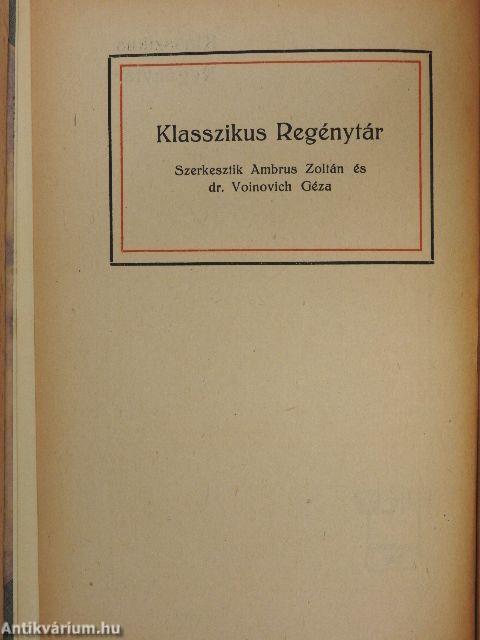 Klasszikus Regénytár
Szerkesztik Ambrus Zoltán és
dr. Voinovich Géza
Antikvárium.hu